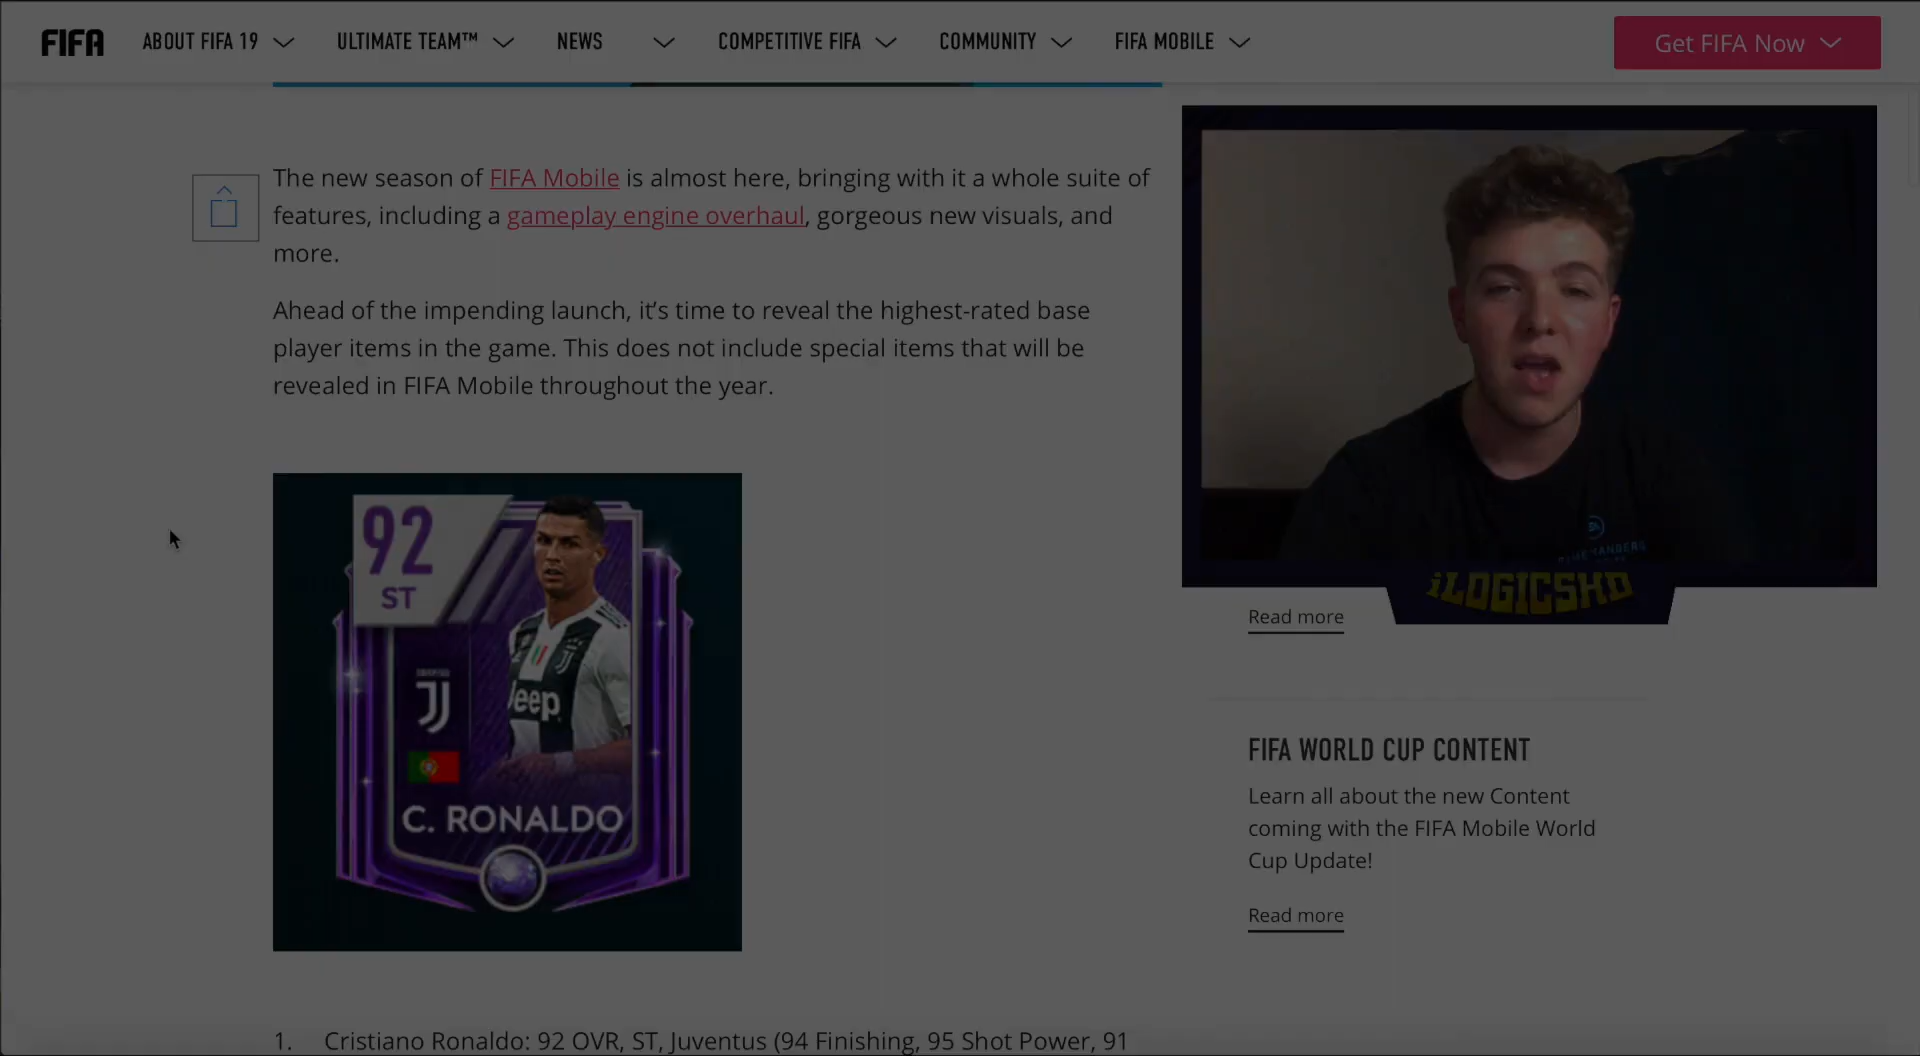 FIFA
ABOUT FIFA 19
ULTIMATE TEAM™
NEWS
COMPETITIVE FIFA
COMMUNITY
FIFA MOBILE
Get FIFA Now
The new season of FIFA Mobile is almost here, bringing with it a whole suite of
features, including a gameplay engine overhaul, gorgeous new visuals, and
more.
Ahead of the impending launch, it’s time to reveal the highest-rated base
player items in the game. This does not include special items that will be
revealed in FIFA Mobile throughout the year.
92
ST
Jeep
C. RONALDO
1. Cristiano Ronaldo: 92 OVR, ST, Juventus (94 Finishing, 95 Shot Power, 91
iLOGICSHD
Read more
FIFA WORLD CUP CONTENT
Learn all about the new Content
coming with the FIFA Mobile World
Cup Update!
Read more